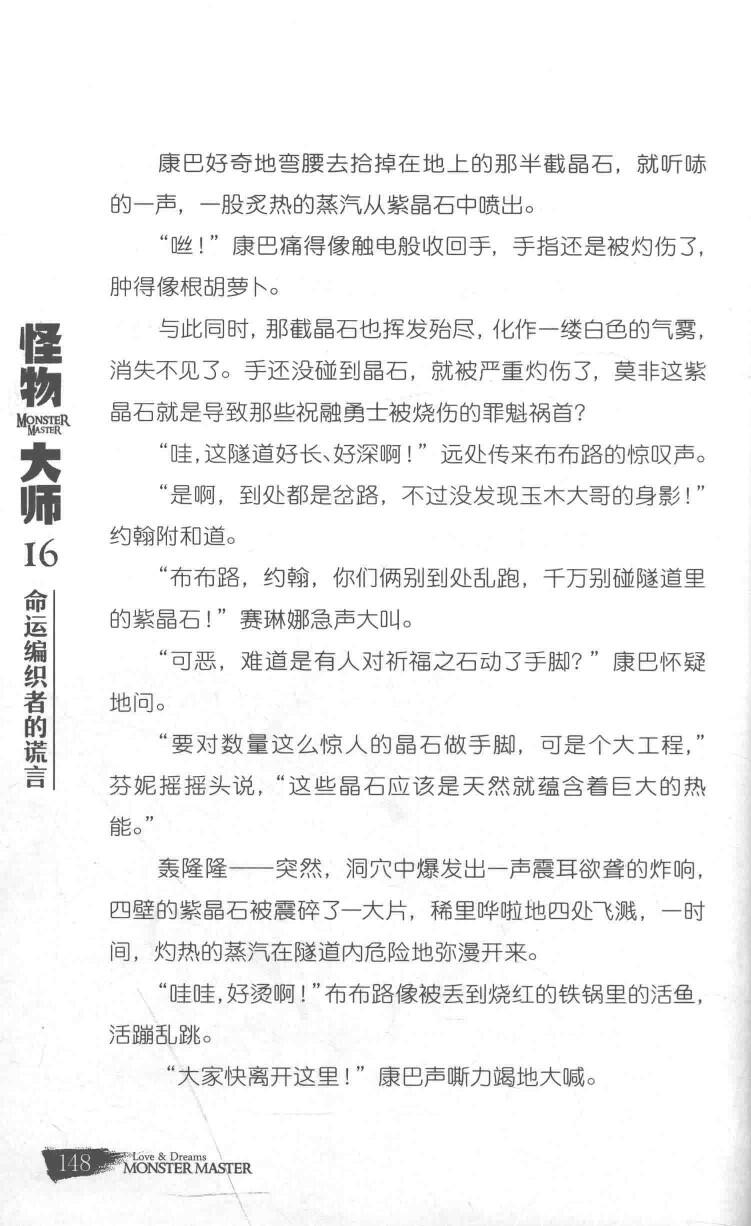 康巴好奇地弯腰去拾掉在地上的那半截晶石，就听哧
的一声，一股炙热的蒸汽从紫晶石中喷出。
“咝！”康巴痛得像触电般收回手，手指还是被灼伤了，
肿得像根胡萝卜。
与此同时，那截晶石也挥发殆尽，化作一缕白色的气雾，
消失不见了。手还没碰到晶石，就被严重灼伤了，莫非这紫
晶石就是导致那些祝融勇士被烧伤的罪魁祸首？
“哇，这隧道好长、好深啊！”远处传来布布路的惊叹声。
“是啊，到处都是岔路，不过没发现玉木大哥的身影！”
约翰附和道。
“布布路，约翰，你们俩别到处乱跑，千万别碰隧道里
的紫晶石！”赛琳娜急声大叫。
“可恶，难道是有人对祈福之石动了手脚？”康巴怀疑
地问。
“要对数量这么惊人的晶石做手脚，可是个大工程，”
芬妮摇摇头说，“这些晶石应该是天然就蕴含着巨大的热
能。”
轰隆隆——突然，洞穴中爆发出一声震耳欲聋的炸响，
四壁的紫晶石被震碎了一大片，稀里哗啦地四处飞溅，一时
间，灼热的蒸汽在隧道内危险地弥漫开来。
“哇哇，好烫啊！”布布路像被丢到烧红的铁锅里的活鱼，
活蹦乱跳。
“大家快离开这里！”康巴声嘶力竭地大喊。
怪物
MONSTER
MASTER
大师
16
命运编织者的谎言
148
Love & Dreams
MONSTER MASTER